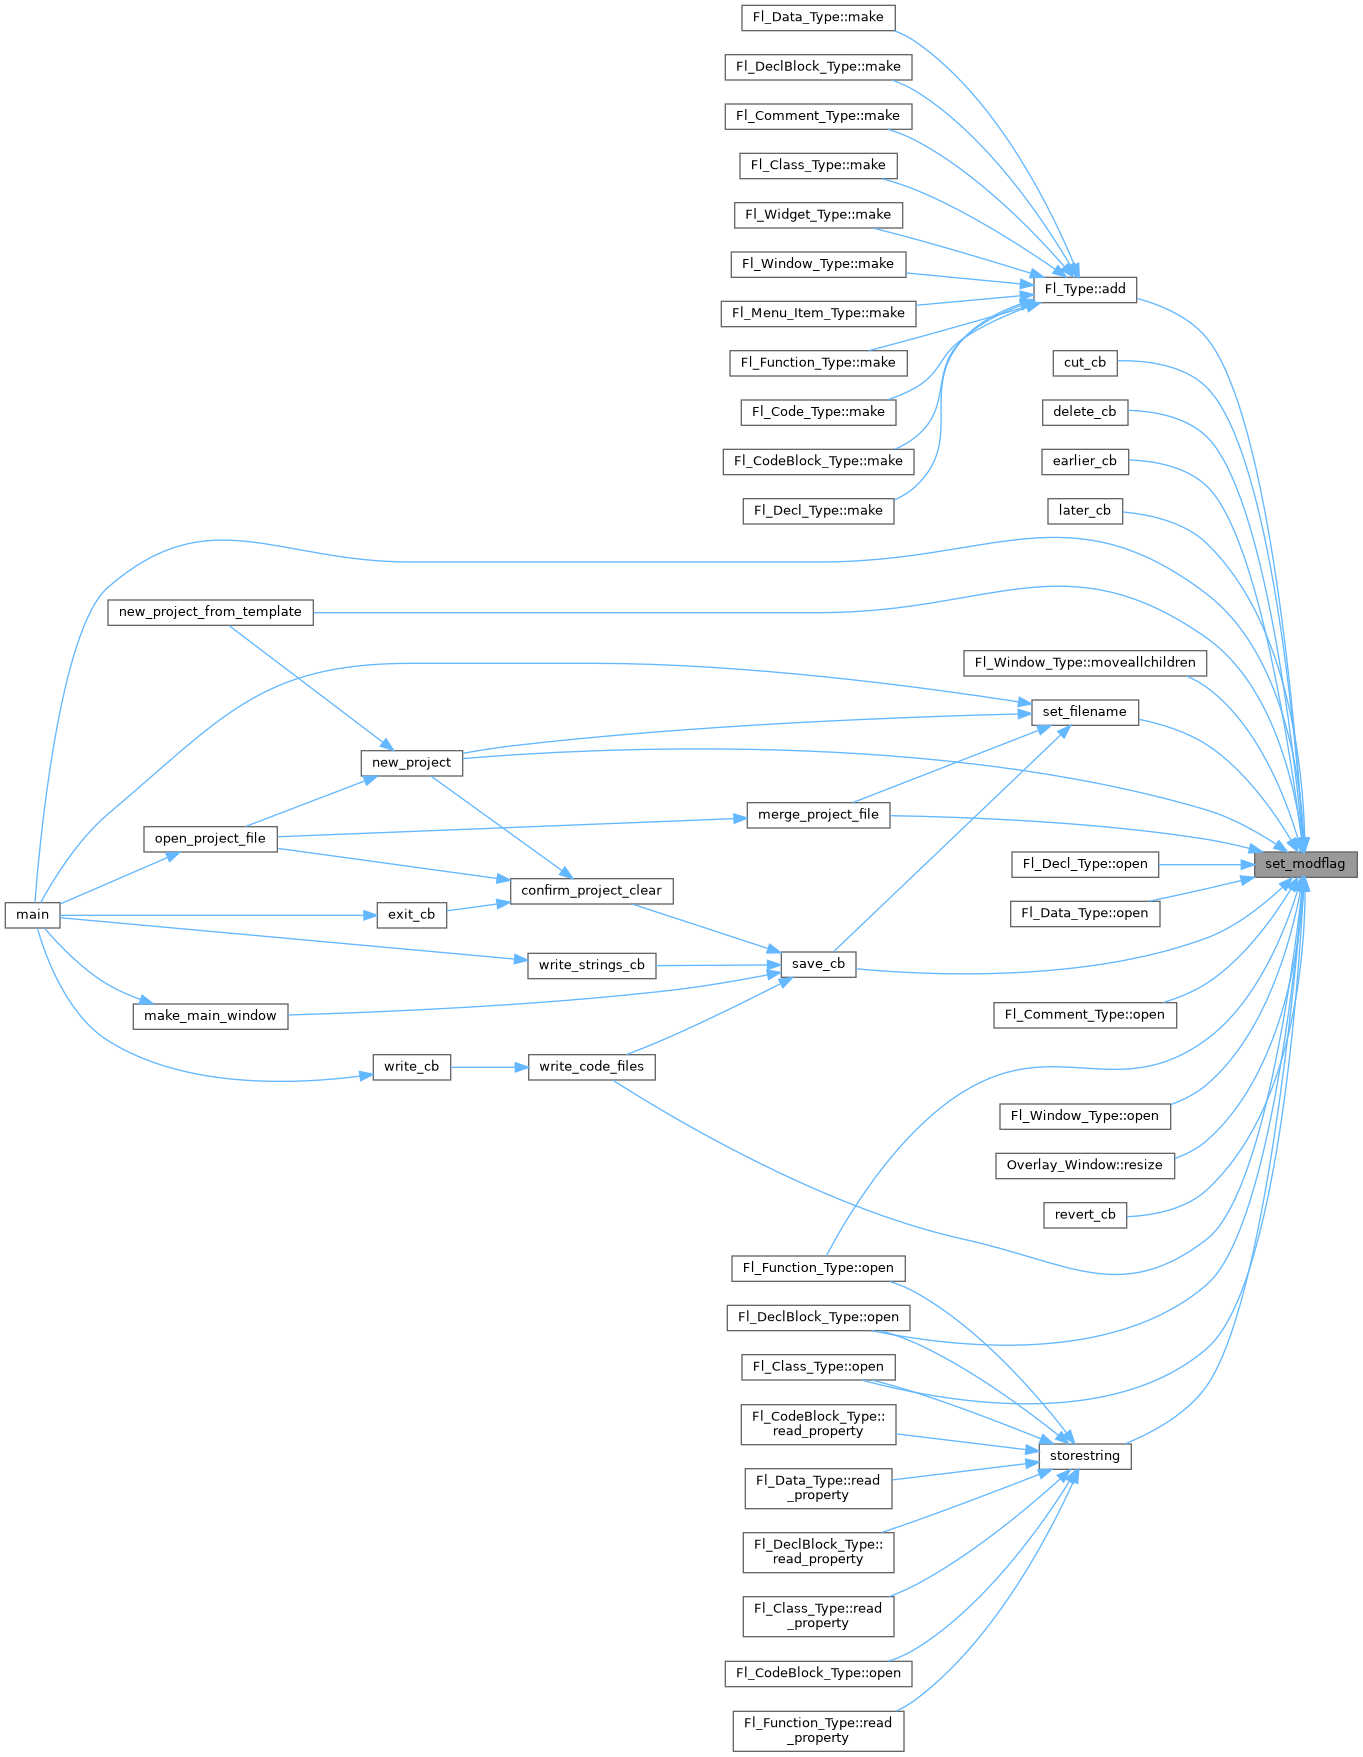 Fl_Data_Type::make
Fl_DeclBlock_Type::make
Fl_Comment_Type::make
Fl_Class_Type::make
Fl_Widget_Type::make
Fl_Window_Type::make
Fl_Type::add
Fl_Menu_Item_Type::make
Fl_Function_Type::make
cut_cb
Fl_Code_Type::make
delete_cb
Fl_CodeBlock_Type::make
earlier_cb
Fl_Decl_Type::make
later_cb
new_project_from_template
Fl_Window_Type::moveallchildren
set_filename
new_project
merge_project_file
open_project_file
Fl_Decl_Type::open
set_modflag
confirm_project_clear
main
exit_cb
Fl_Data_Type::open
write_strings_cb
save_cb
make_main_window
Fl_Comment_Type::open
write_cb
write_code_files
Fl_Window_Type::open
Overlay_Window::resize
revert_cb
Fl_Function_Type::open
Fl_DeclBlock_Type::open
Fl_Class_Type::open
Fl_CodeBlock_Type::
read_property
storestring
Fl_Data_Type::read
_property
Fl_DeclBlock_Type::
read_property
Fl_Class_Type::read
_property
Fl_CodeBlock_Type::open
Fl_Function_Type::read
_property